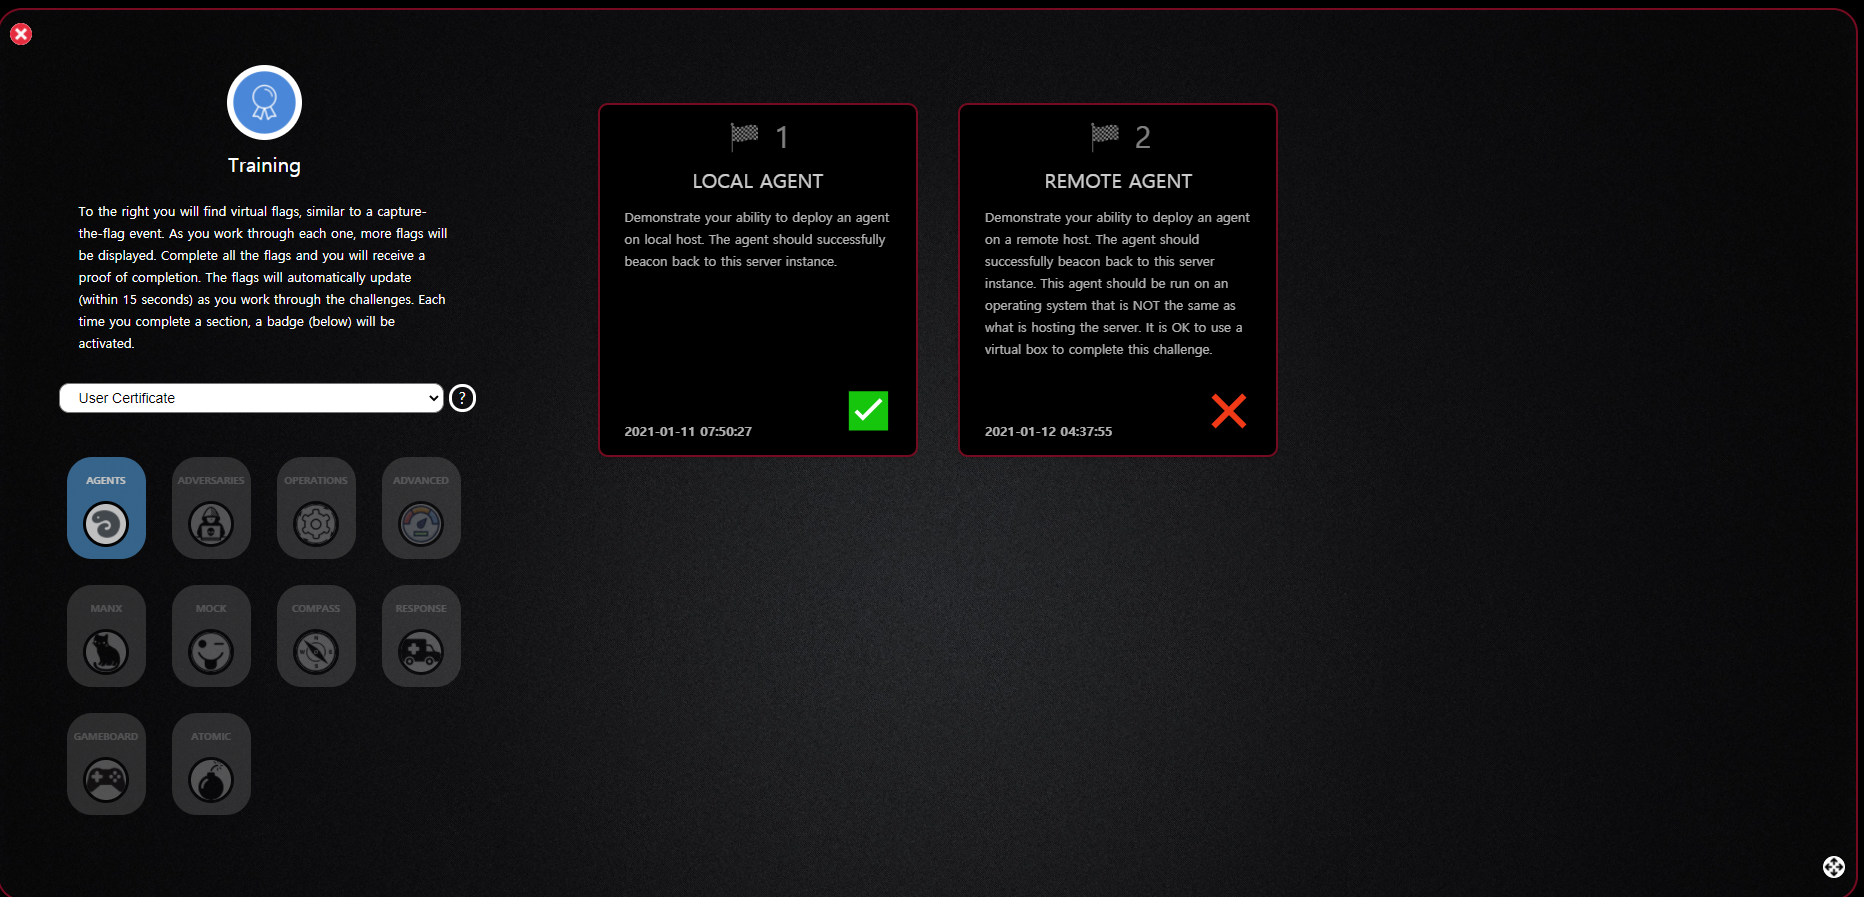 Training
To the right you will find virtual flags, similar to a capture-
the-flag event. As you work through each one, more flags will
be displayed. Complete all the flags and you will receive a
proof of completion. The flags will automatically update
(within 15 seconds) as you work through the challenges. Each
time you complete a section, a badge (below) will be
activated.
User Certificate
?
AGENTS
ADVERSARIES
OPERATIONS
ADVANCED
MANX
MOCK
COMPASS
RESPONSE
GAMEBOARD
ATOMIC
1
LOCAL AGENT
Demonstrate your ability to deploy an agent
on local host. The agent should successfully
beacon back to this server instance.
2021-01-11 07:50:27
2
REMOTE AGENT
Demonstrate your ability to deploy an agent
on a remote host. The agent should
successfully beacon back to this server
instance. This agent should be run on an
operating system that is NOT the same as
what is hosting the server. It is OK to use a
virtual box to complete this challenge.
2021-01-12 04:37:55